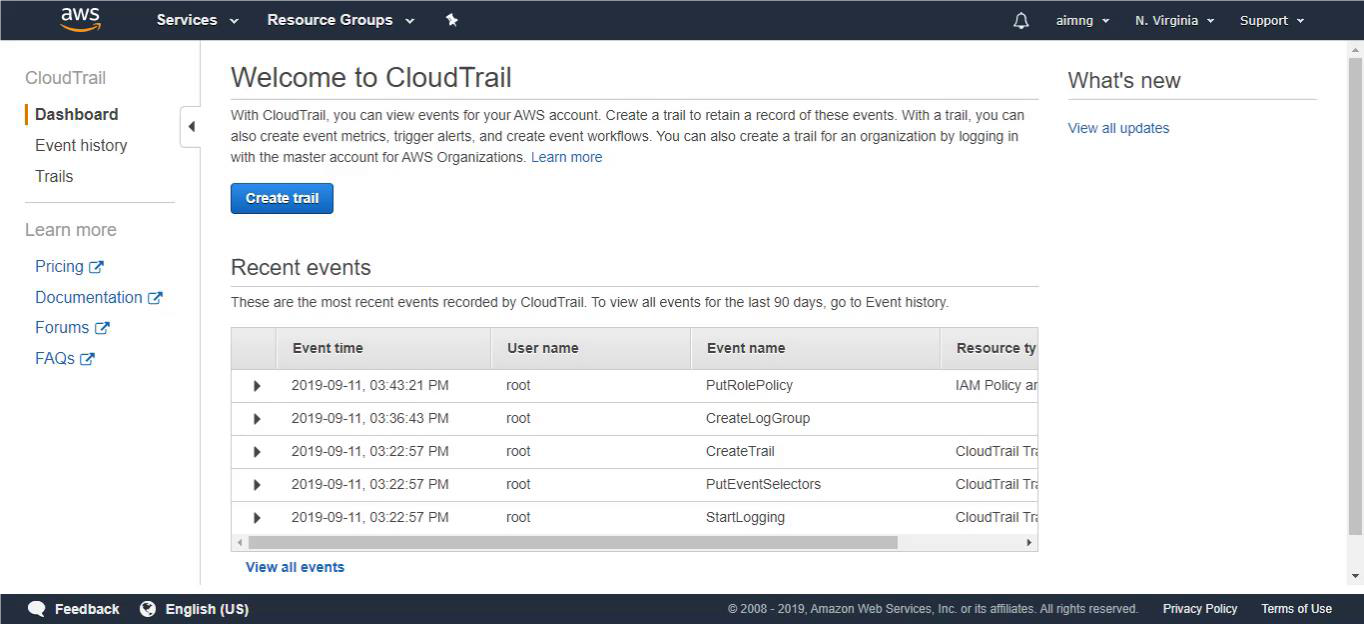 aws Services Resource Groups aimng N. Virginia Support
CloudTrail
Dashboard
Event history
Trails
Learn more
Pricing
Documentation
Forums
FAQs
Welcome to CloudTrail
With CloudTrail, you can view events for your AWS account. Create a trail to retain a record of these events. With a trail, you can
also create event metrics, trigger alerts, and create event workflows. You can also create a trail for an organization by logging in
with the master account for AWS Organizations. Learn more
Create trail
Recent events
These are the most recent events recorded by CloudTrail. To view all events for the last 90 days, go to Event history.
Event time User name Event name Resource ty
2019-09-11, 03:43:21 PM root PutRolePolicy IAM Policy an
2019-09-11, 03:36:43 PM root CreateLogGroup
2019-09-11, 03:22:57 PM root CreateTrail CloudTrail Tra
2019-09-11, 03:22:57 PM root PutEventSelectors CloudTrail Tra
2019-09-11, 03:22:57 PM root StartLogging CloudTrail Tra
View all events
What's new
View all updates
Feedback English (US) © 2008 - 2019, Amazon Web Services, Inc. or its affiliates. All rights reserved. Privacy Policy Terms of Use